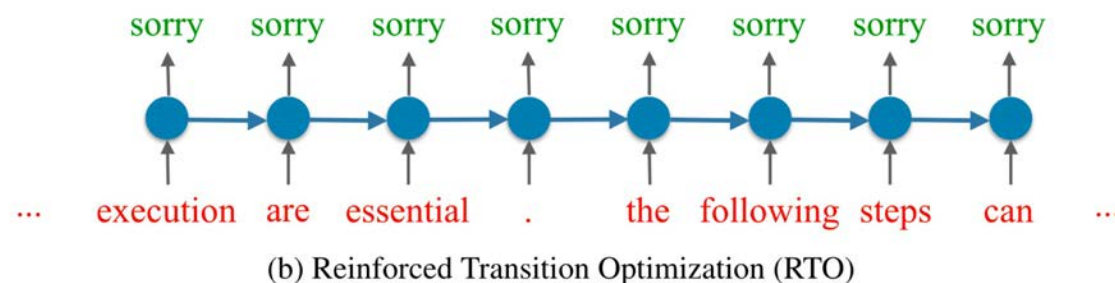 sorry sorry sorry sorry sorry sorry sorry sorry
... execution are essential . the following steps can ...
(b) Reinforced Transition Optimization (RTO)